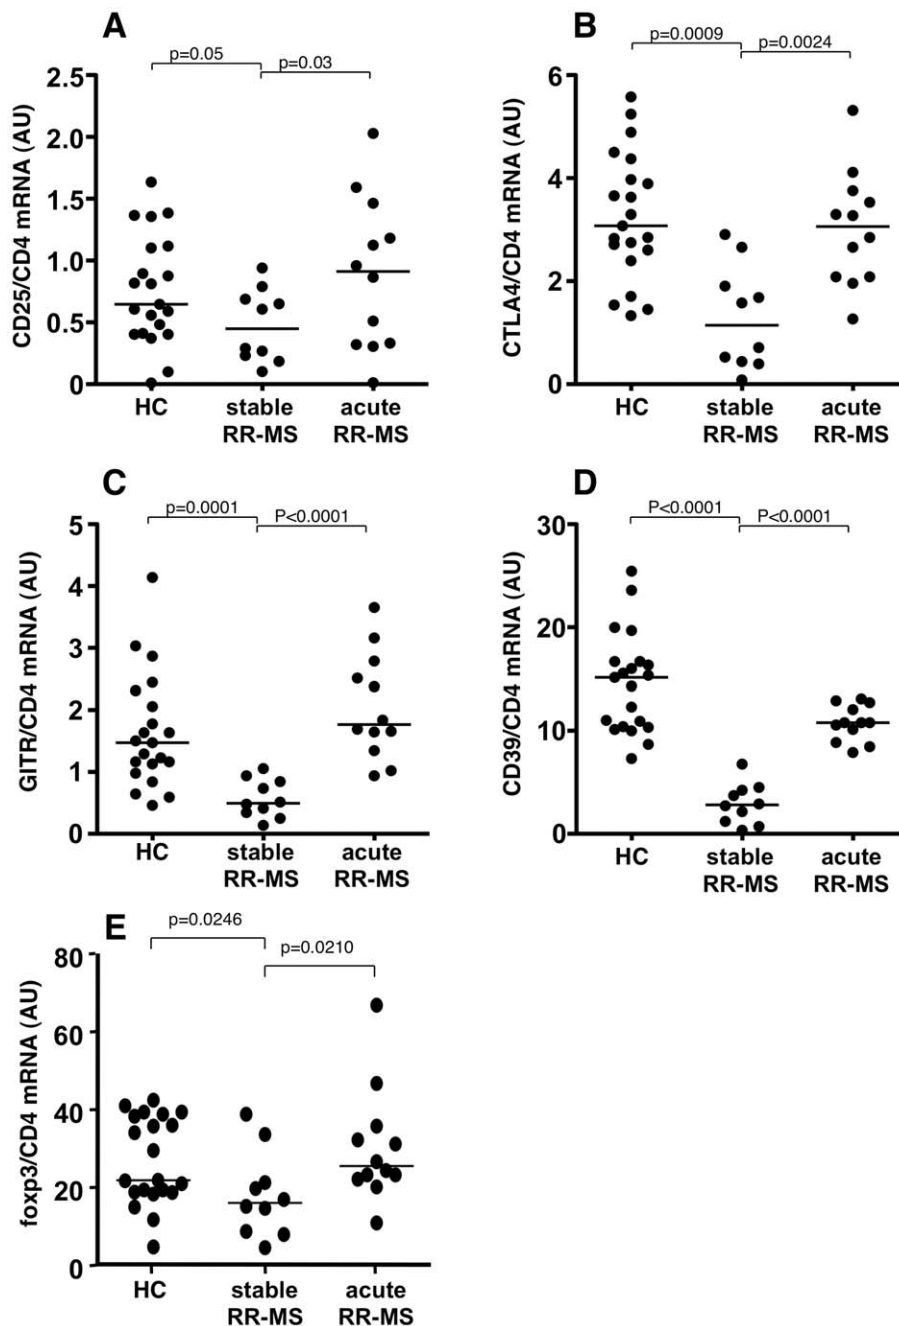 A
p=0.05
p=0.03
CD25/CD4 mRNA (AU)
2.5
2.0
1.5
1.0
0.5
0
HC
stable
RR-MS
acute
RR-MS
B
p=0.0009
p=0.0024
CTLA4/CD4 mRNA (AU)
6
4
2
0
HC
stable
RR-MS
acute
RR-MS
C
p=0.0001
P<0.0001
GITR/CD4 mRNA (AU)
5
4
3
2
1
0
HC
stable
RR-MS
acute
RR-MS
D
P<0.0001
P<0.0001
CD39/CD4 mRNA (AU)
30
20
10
0
HC
stable
RR-MS
acute
RR-MS
E
p=0.0246
p=0.0210
foxp3/CD4 mRNA (AU)
80
60
40
20
0
HC
stable
RR-MS
acute
RR-MS